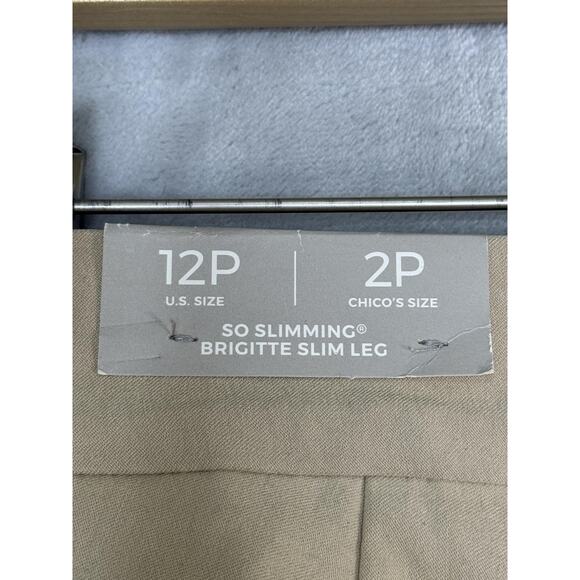 12P 2P
U.S. SIZE CHICO'S SIZE
SO SLIMMING®
BRIGITTE SLIM LEG